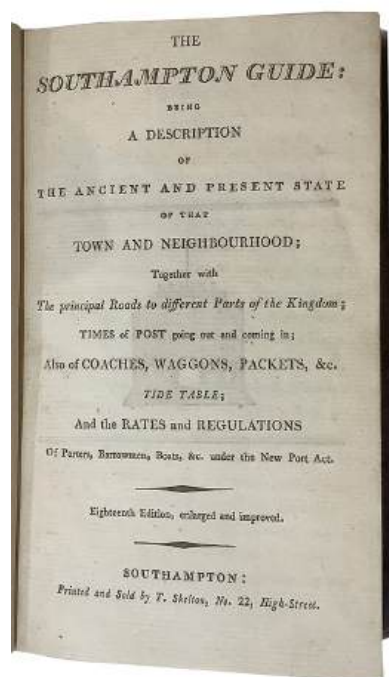 THE
SOUTHAMPTON GUIDE:
BEING
A DESCRIPTION
OF
THE ANCIENT AND PRESENT STATE
OF THAT
TOWN AND NEIGHBOURHOOD;
Together with
The principal Roads to different Parts of the Kingdom;
TIMES of POST going out and coming in;
Also of COACHES, WAGGONS, PACKETS, &c.
TIDE TABLE;
And the RATES and REGULATIONS
Of Porters, Barrowmen, Boats, &c. under the New Port Act.
Eighteenth Edition, enlarged and improved.
SOUTHAMPTON:
Printed and Sold by T. Skelton, No. 22, High-Street.